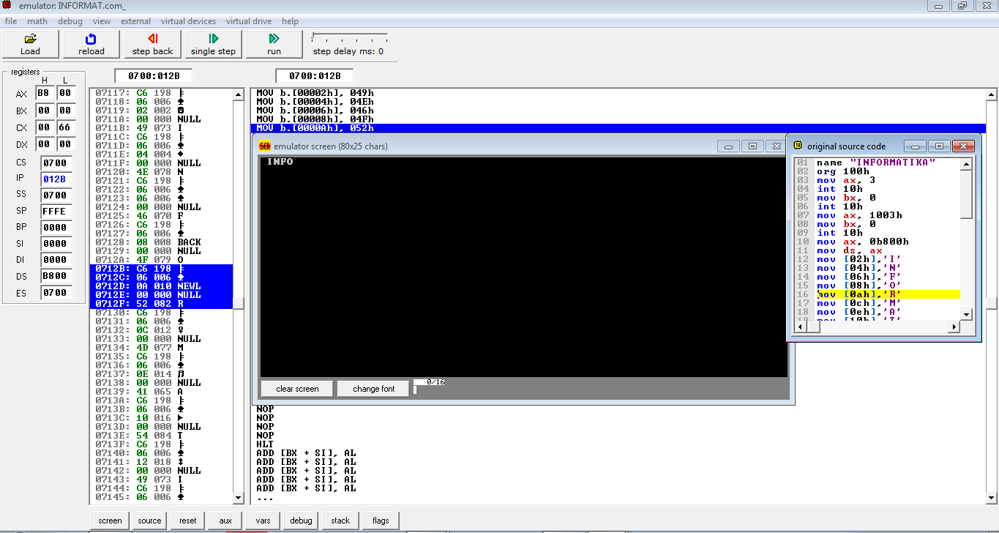 emulator: INFORMAT.com_
file math debug view external virtual devices virtual drive help
Load reload step back single step run step delay ms: 0
registers
H L
AX B8 00
BX 00 00
CX 00 66
DX 00 00
CS 0700
IP 012B
SS 0700
SP FFFE
BP 0000
SI 0000
DI 0000
DS B800
ES 0700
0700:012B 0700:012B
07117: C6 198 ╞
07118: 06 006 ♠
07119: 02 002 ☻
0711A: 00 000 NULL
0711B: 49 073 I
0711C: C6 198 ╞
0711D: 06 006 ♠
0711E: 04 004 ♦
0711F: 00 000 NULL
07120: 4E 078 N
07121: C6 198 ╞
07122: 06 006 ♠
07123: 06 006 ♠
07124: 00 000 NULL
07125: 46 070 F
07126: C6 198 ╞
07127: 06 006 ♠
07128: 08 008 BACK
07129: 00 000 NULL
0712A: 4F 079 O
0712B: C6 198 ╞
0712C: 06 006 ♠
0712D: 0A 010 NEWL
0712E: 00 000 NULL
0712F: 52 082 R
07130: C6 198 ╞
07131: 06 006 ♠
07132: 0C 012 ♀
07133: 00 000 NULL
07134: 4D 077 M
07135: C6 198 ╞
07136: 06 006 ♠
07137: 0E 014 ♫
07138: 00 000 NULL
07139: 41 065 A
0713A: C6 198 ╞
0713B: 06 006 ♠
0713C: 10 016 ►
0713D: 00 000 NULL
0713E: 54 084 T
0713F: C6 198 ╞
07140: 06 006 ♠
07141: 12 018 ↕
07142: 00 000 NULL
07143: 49 073 I
07144: C6 198 ╞
07145: 06 006 ♠
MOV b.[00002h], 049h
MOV b.[00004h], 04Eh
MOV b.[00006h], 046h
MOV b.[00008h], 04Fh
MOV b.[0000Ah], 052h
NOP
NOP
NOP
NOP
HLT
ADD [BX + SI], AL
ADD [BX + SI], AL
ADD [BX + SI], AL
ADD [BX + SI], AL
ADD [BX + SI], AL
...
emulator screen (80x25 chars)
INFO
clear screen change font 0/16
original source code
01 name "INFORMATIKA"
02 org 100h
03 mov ax, 3
04 int 10h
05 mov bx, 0
06 int 10h
07 mov ax, 1003h
08 mov bx, 0
09 int 10h
10 mov ax, 0b800h
11 mov ds, ax
12 mov [02h],'I'
13 mov [04h],'N'
14 mov [06h],'F'
15 mov [08h],'O'
16 mov [0ah],'R'
17 mov [0ch],'M'
18 mov [0eh],'A'
19 mov [10h],'T'
screen source reset aux vars debug stack flags